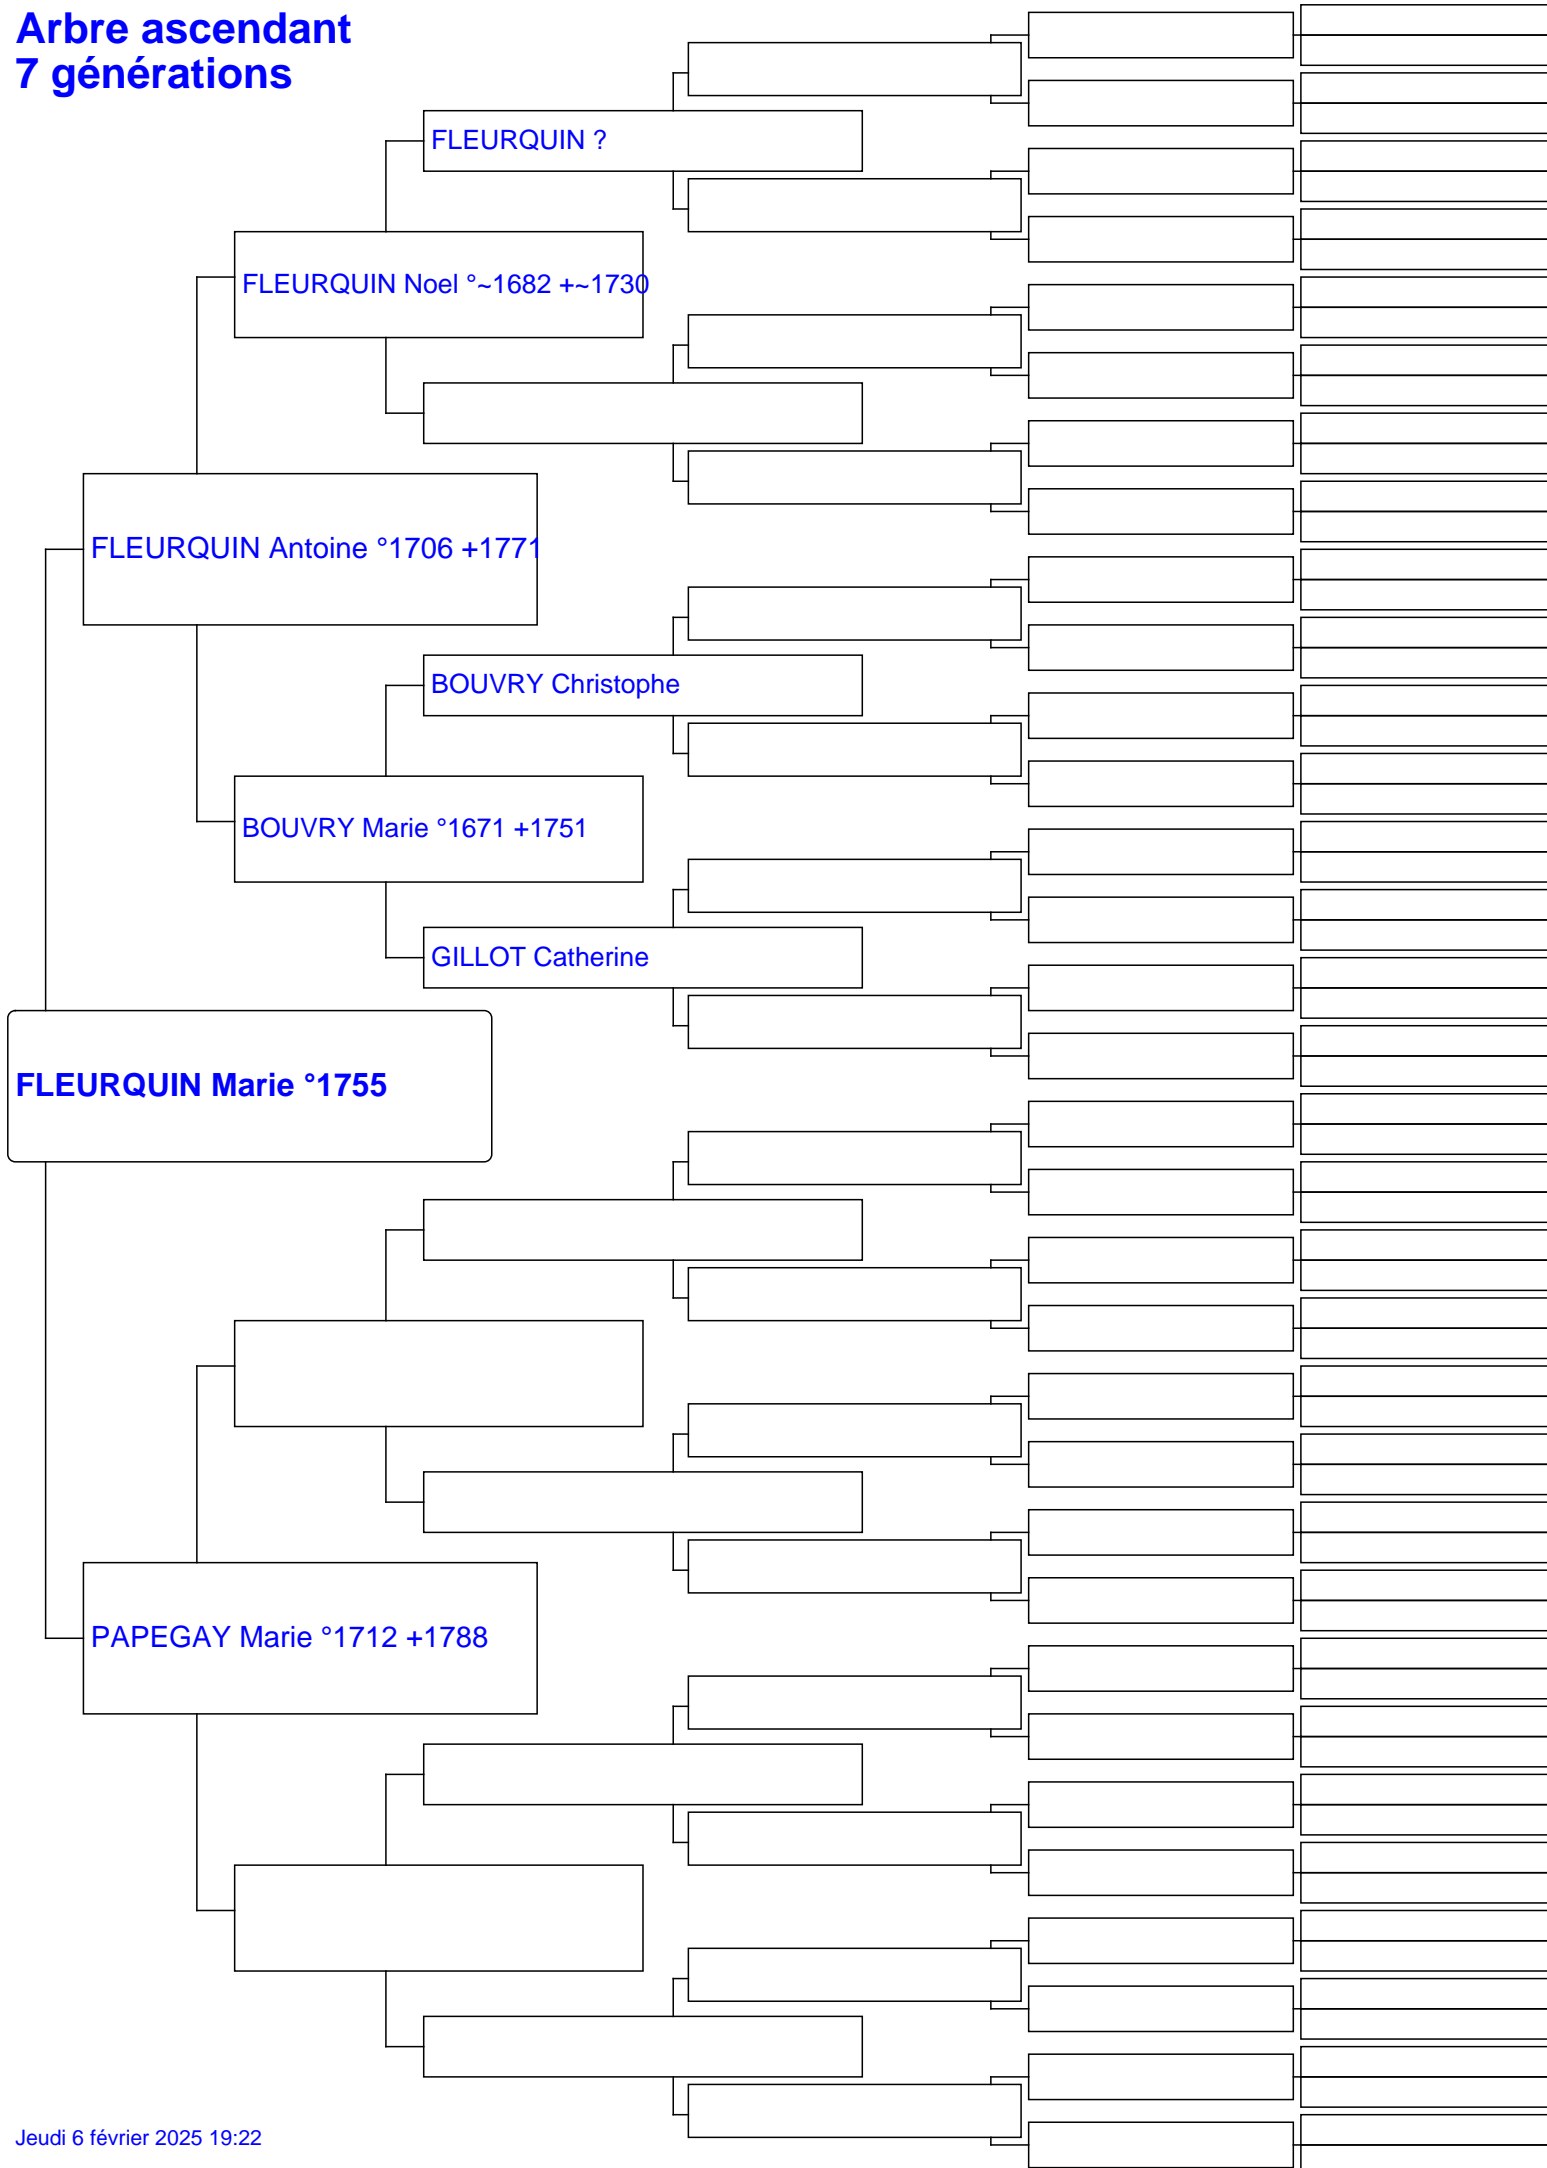 Arbre ascendant
7 générations
FLEURQUIN ?
FLEURQUIN Noel °~1682 +~1730
FLEURQUIN Antoine °1706 +1771
BOUVRY Christophe
BOUVRY Marie °1671 +1751
GILLOT Catherine
FLEURQUIN Marie °1755
PAPEGAY Marie °1712 +1788
Jeudi 6 février 2025 19:22